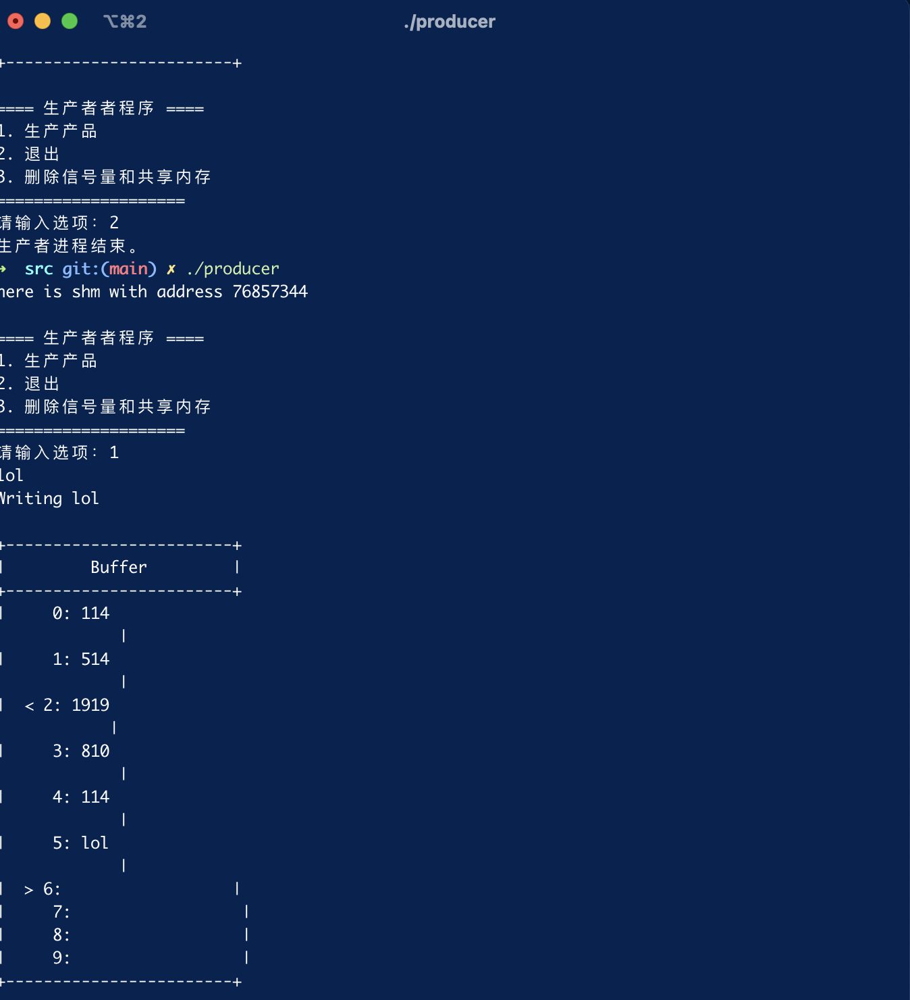 ⌥⌘2 ./producer
+------------------------+
==== 生产者者程序 ====
1. 生产产品
2. 退出
3. 删除信号量和共享内存
====================
请输入选项: 2
生产者进程结束。
➜ src git:(main) ✗ ./producer
here is shm with address 76857344
==== 生产者者程序 ====
1. 生产产品
2. 退出
3. 删除信号量和共享内存
====================
请输入选项: 1
lol
Writing lol
+------------------------+
|         Buffer         |
+------------------------+
|     0: 114
             |
|     1: 514
             |
|  < 2: 1919
            |
|     3: 810
             |
|     4: 114
             |
|     5: lol
             |
|  > 6:                  |
|     7:                  |
|     8:                  |
|     9:                  |
+------------------------+